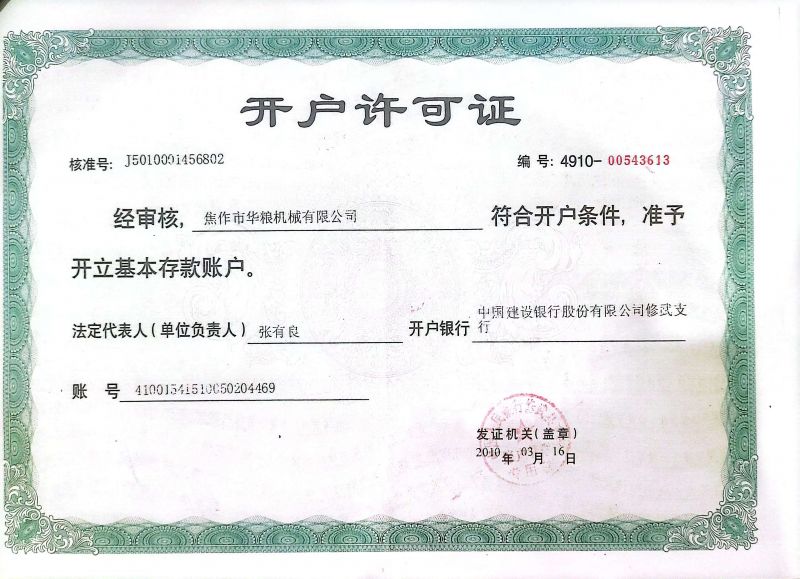 开户许可证
核准号: J5010001456802 编 号: 4910- 00543613
经审核, 焦作市华粮机械有限公司 符合开户条件, 准予
开立基本存款账户。
法定代表人(单位负责人) 张有良 开户银行 中国建设银行股份有限公司修武支
行
账 号 41001541510050204469
发证机关(盖章)
2010 年 03 月 16 日